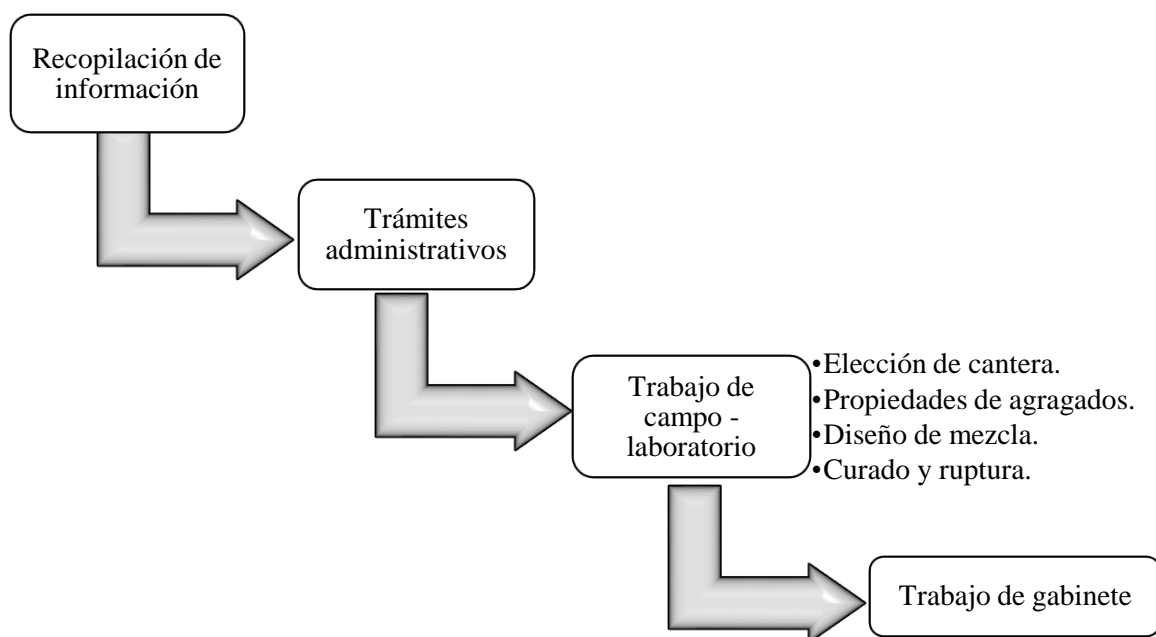 Recopilación de
información
Trámites
administrativos
Trabajo de
campo -
laboratorio
•Elección de cantera.
•Propiedades de agragados.
•Diseño de mezcla.
•Curado y ruptura.
Trabajo de gabinete